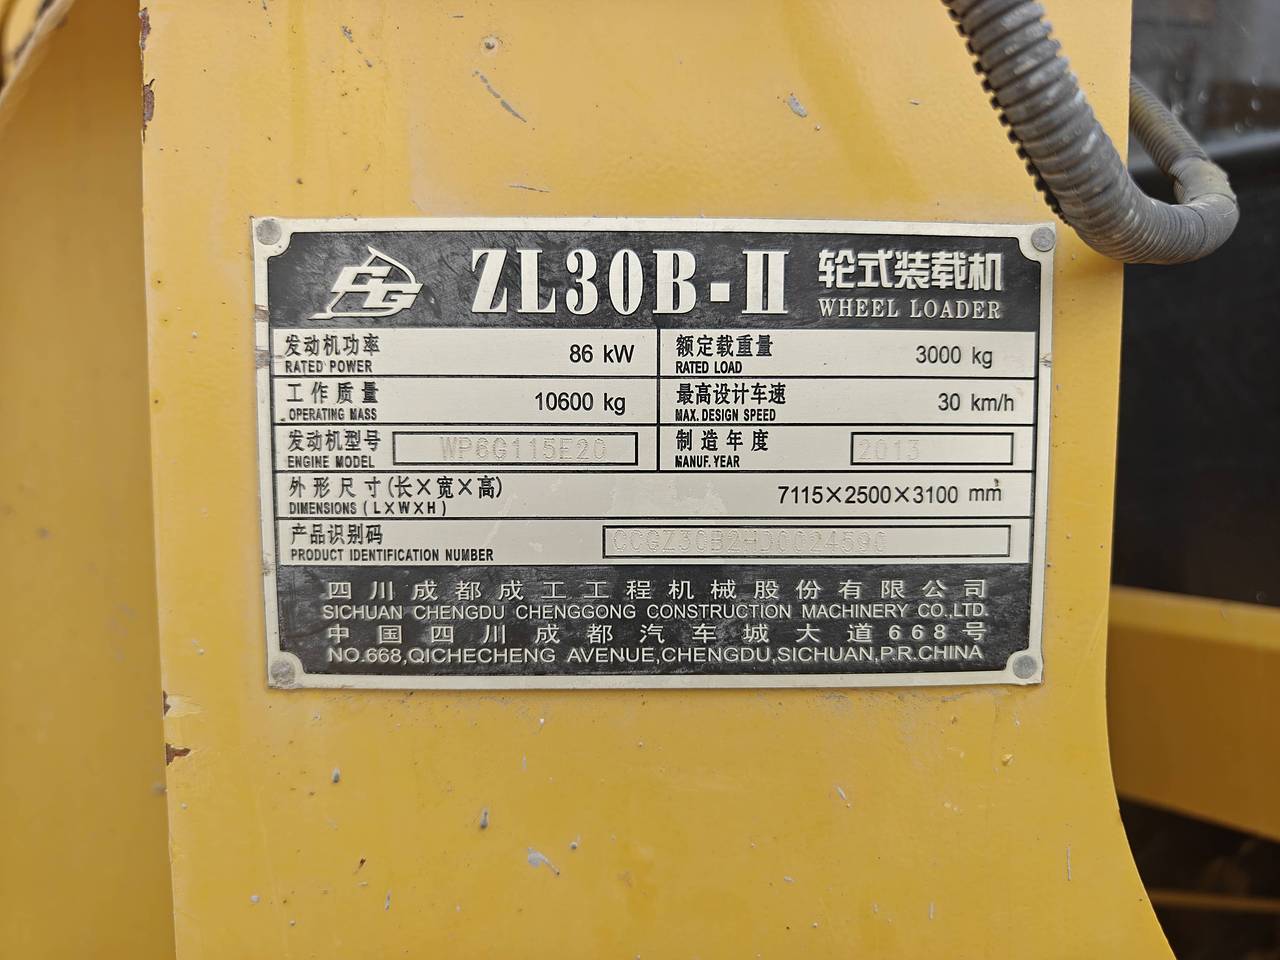 CG ZL30B-II 轮式装载机
WHEEL LOADER
发动机功率 86 kW 额定载重量 3000 kg
RATED POWER RATED LOAD
工作质量 10600 kg 最高设计车速 30 km/h
OPERATING MASS MAX. DESIGN SPEED
发动机型号 WP6G115E20 制造年度 2013
ENGINE MODEL MANUF. YEAR
外形尺寸(长×宽×高) 7115×2500×3100 mm
DIMENSIONS (L×W×H)
产品识别码 CCGZ30B2HD0024590
PRODUCT IDENTIFICATION NUMBER
四川成都成工工程机械股份有限公司
SICHUAN CHENGDU CHENGGONG CONSTRUCTION MACHINERY CO.,LTD.
中国四川成都汽车城大道668号
NO.668,QICHECHENG AVENUE,CHENGDU,SICHUAN,P.R.CHINA